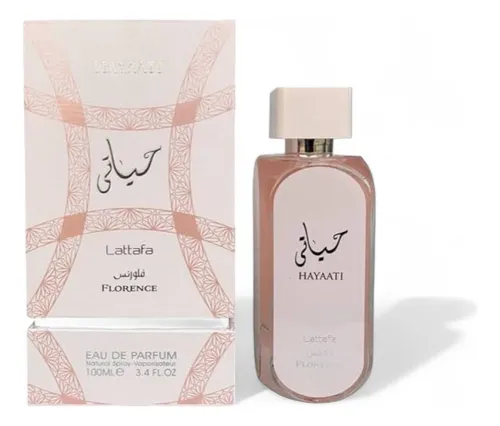 حياتي
Lattafa
فلورنس
FLORENCE
EAU DE PARFUM
Natural Spray-Vaporisateur
100ML e 3.4 FL.OZ
حياتي
HAYAATI
Lattafa
FLORENCE